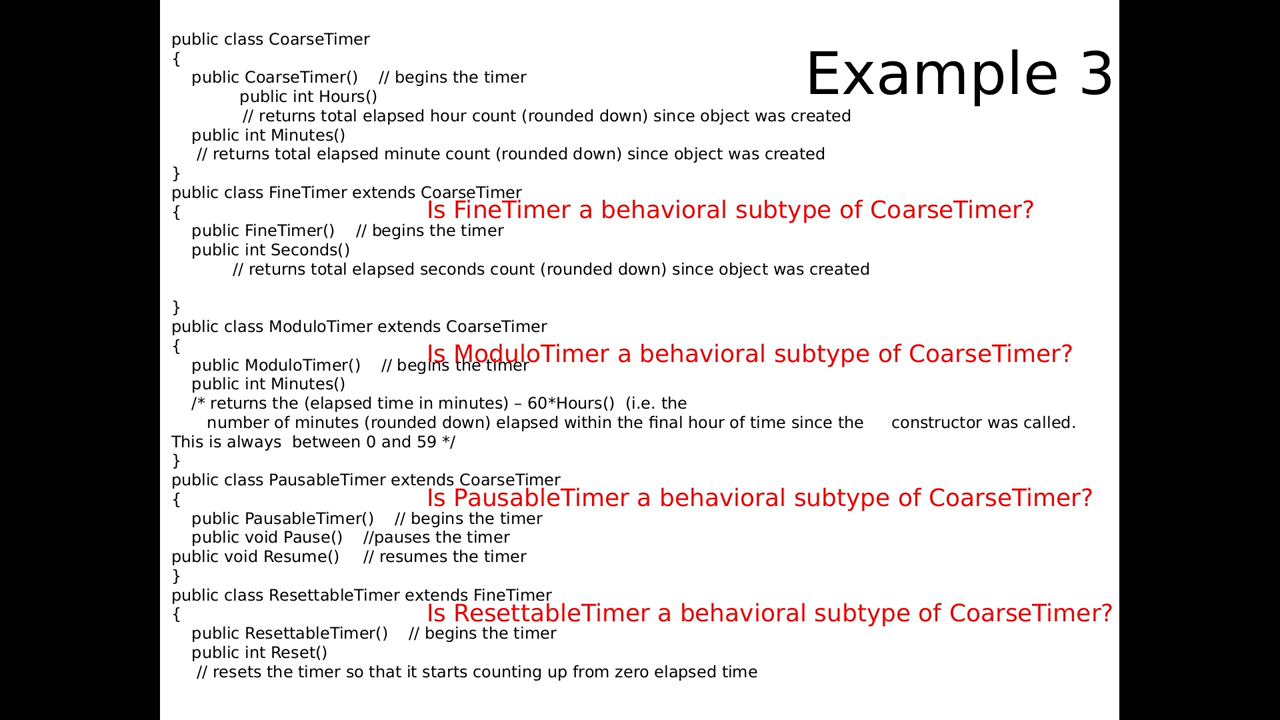 Example 3
public class CoarseTimer
{
public CoarseTimer() // begins the timer
public int Hours()
// returns total elapsed hour count (rounded down) since object was created
public int Minutes()
// returns total elapsed minute count (rounded down) since object was created
}
public class FineTimer extends CoarseTimer
Is FineTimer a behavioral subtype of CoarseTimer?
{
public FineTimer() // begins the timer
public int Seconds()
// returns total elapsed seconds count (rounded down) since object was created
}
public class ModuloTimer extends CoarseTimer
{
Is ModuloTimer a behavioral subtype of CoarseTimer?
public ModuloTimer() // begins the timer
public int Minutes()
/* returns the (elapsed time in minutes) – 60*Hours() (i.e. the
number of minutes (rounded down) elapsed within the final hour of time since the constructor was called.
This is always between 0 and 59 */
}
public class PausableTimer extends CoarseTimer
{
Is PausableTimer a behavioral subtype of CoarseTimer?
public PausableTimer() // begins the timer
public void Pause() //pauses the timer
public void Resume() // resumes the timer
}
public class ResettableTimer extends FineTimer
{
Is ResettableTimer a behavioral subtype of CoarseTimer?
public ResettableTimer() // begins the timer
public int Reset()
// resets the timer so that it starts counting up from zero elapsed time